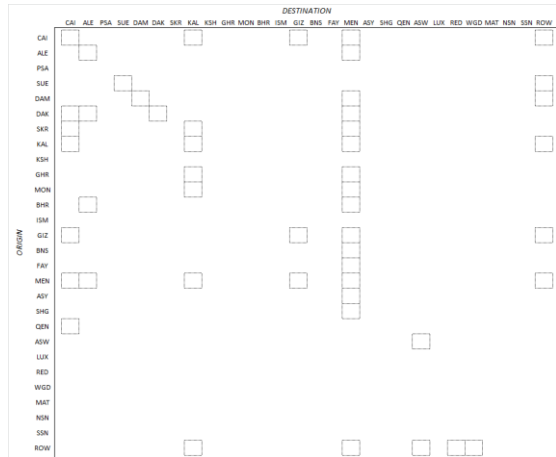 DESTINATION
CAI ALE PSA SUE DAM DAK SKR KAL KSH GHR MON BHR ISM GIZ BNS FAY MEN ASY SHG QEN ASW LUX RED WGD MAT NSN SSN ROW
CAI
ALE
PSA
SUE
DAM
DAK
SKR
KAL
KSH
GHR
MON
BHR
ISM
GIZ
BNS
FAY
MEN
ASY
SHG
QEN
ASW
LUX
RED
WGD
MAT
NSN
SSN
ROW
ORIGIN